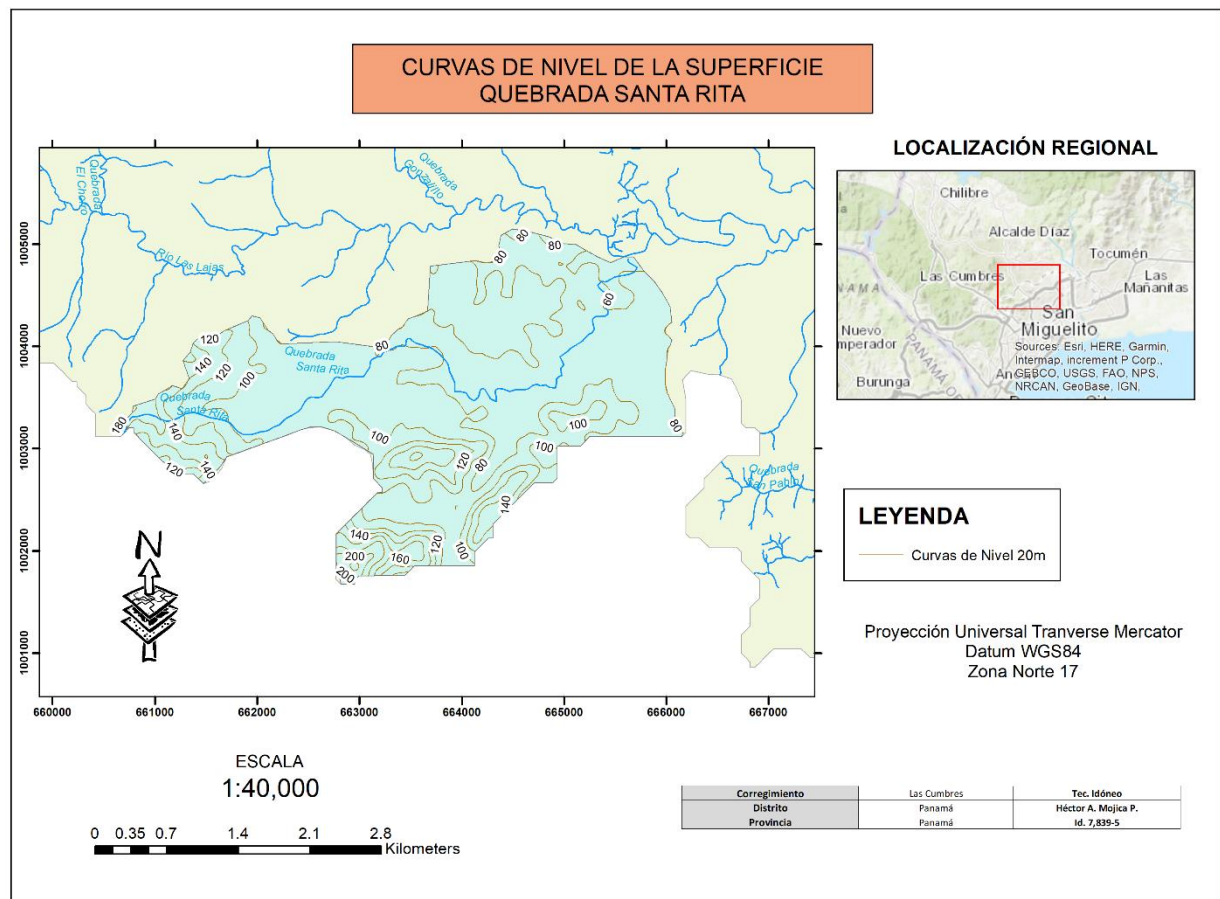 CURVAS DE NIVEL DE LA SUPERFICIE
QUEBRADA SANTA RITA
LOCALIZACIÓN REGIONAL
Chilibre
Alcalde Díaz
Tocumén
Las Cumbres
Las
Mañanitas
NAMA
San
Miguelito
Nuevo
mperador
PANAMÁ O
Burunga
An
Sources: Esri, HERE, Garmin,
Intermap, increment P Corp.,
GEBCO, USGS, FAO, NPS,
NRCAN, GeoBase, IGN,
Quebrada
El Chorro
Quebrada
Gonzalillo
Río Las Lajas
Quebrada
Santa Rita
Quebrada
Santa Rita
Quebrada
San Pablo
80
80
80
80
60
120
140
120
100
80
180
140
120
140
100
120
80
100
100
80
140
140
200
200
160
120
100
1005000
1004000
1003000
1002000
1001000
660000 661000 662000 663000 664000 665000 666000 667000
N
LEYENDA
Curvas de Nivel 20m
Proyección Universal Tranverse Mercator
Datum WGS84
Zona Norte 17
ESCALA
1:40,000
0 0.35 0.7 1.4 2.1 2.8
Kilometers
Corregimiento Las Cumbres Tec. Idóneo
Distrito Panamá Héctor A. Mojica P.
Provincia Panamá Id. 7,839-5